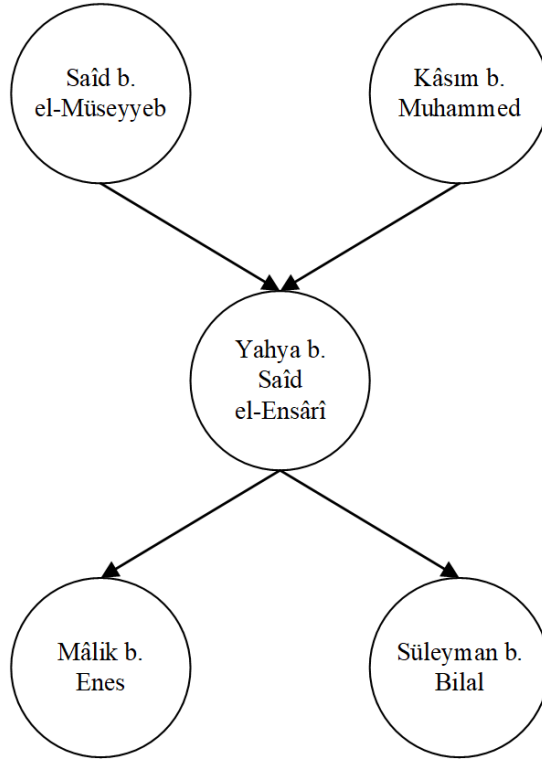 Saîd b.
el-Müseyyeb
Kâsım b.
Muhammed
Yahya b.
Saîd
el-Ensârî
Mâlik b.
Enes
Süleyman b.
Bilal